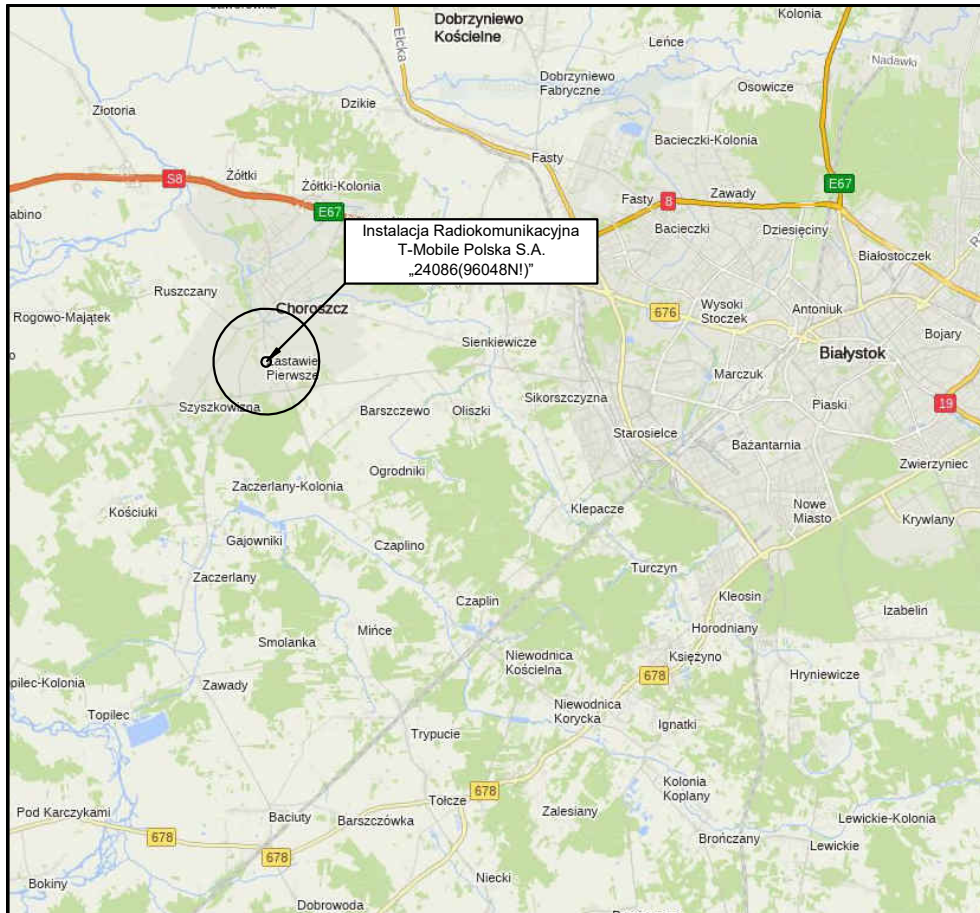 Dobrzyniewo
Kościelne
Kolonia
Ełcka
Leńce
Nadawki
Dobrzyniewo
Fabryczne
Osowicze
Dzikie
Złotoria
Bacieczki-Kolonia
Fasty
S8
Żółtki
Żółtki-Kolonia
E67
E67
Fasty
8
Zawady
abino
Bacieczki
Dziesięciny
Instalacja Radiokomunikacyjna
T-Mobile Polska S.A.
„24086(96048N!)”
Białostoczek
Ruszczany
Choroszcz
Rogowo-Majątek
676
Wysoki
Stoczek
Antoniuk
Bojary
Sienkiewicze
Białystok
Zastawie
Pierwsze
Marczuk
Szyszkowizna
Barszczewo
Oliszki
Sikorszczyzna
Piaski
19
Starosielce
Bażantarnia
Zwierzyniec
Ogrodniki
Zaczerlany-Kolonia
Kościuki
Klepacze
Nowe
Miasto
Krywlany
Gajowniki
Czaplino
Zaczerlany
Turczyn
Kleosin
Czaplin
Izabelin
Smolanka
Mińce
Horodniany
Niewodnica
Kościelna
Księżyno
678
Hryniewicze
pilec-Kolonia
Zawady
Topilec
Niewodnica
Korycka
Ignatki
Trypucie
Kolonia
Koplany
678
Tołcze
Pod Karczykami
Baciuty
Barszczówka
Zalesiany
Lewickie-Kolonia
678
Brończany
Lewickie
678
Niecki
Bokiny
Dobrowoda